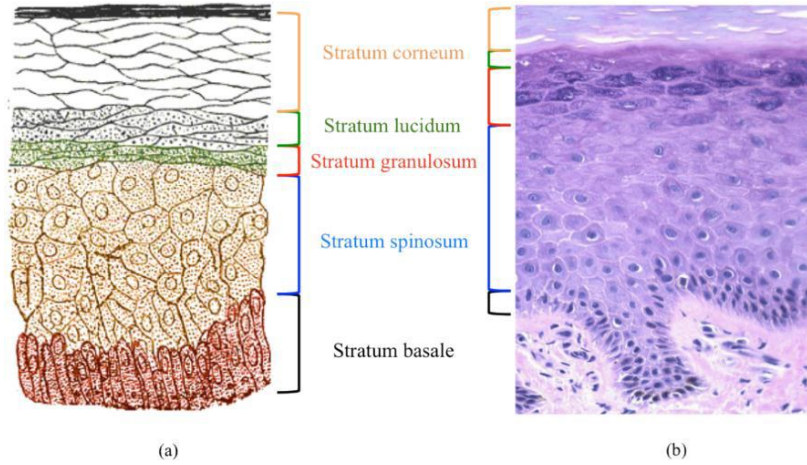 Stratum corneum
Stratum lucidum
Stratum granulosum
Stratum spinosum
Stratum basale
(a)
(b)